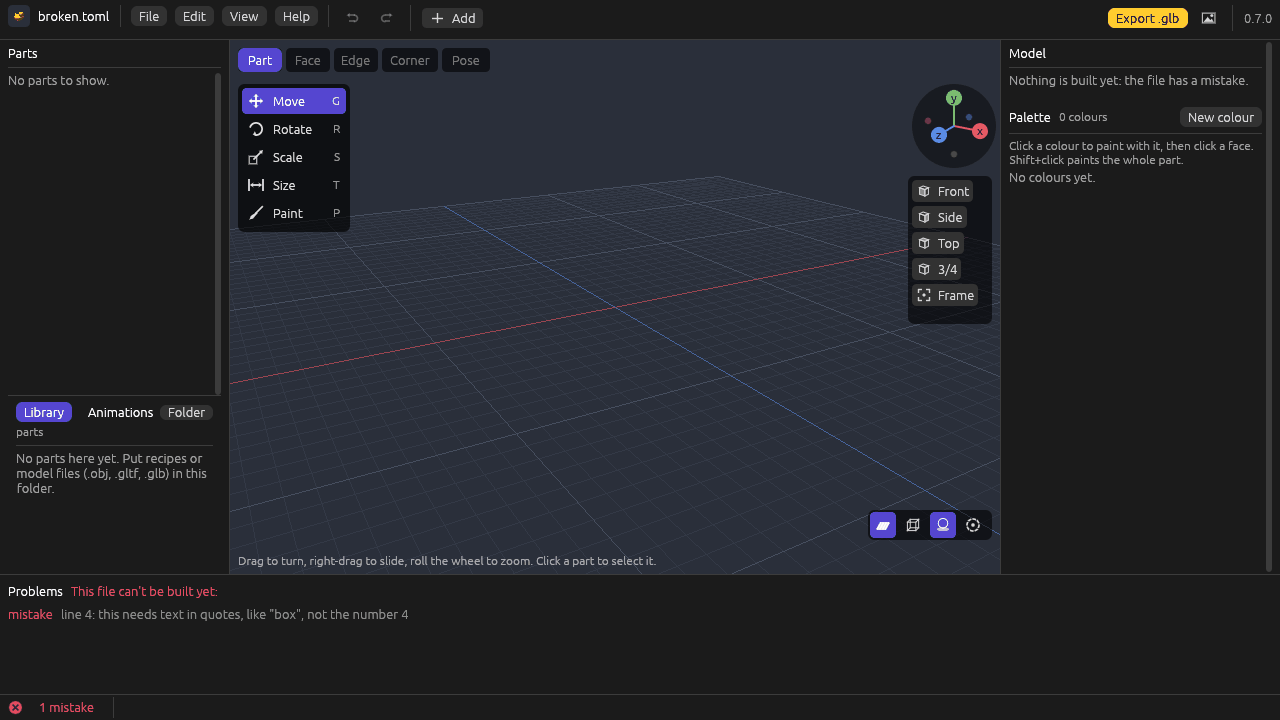 broken.toml File Edit View Help Add Export .glb 0.7.0
Parts
No parts to show.
Part Face Edge Corner Pose
Move G
Rotate R
Scale S
Size T
Paint P
y
x
z
Front
Side
Top
3/4
Frame
Model
Nothing is built yet: the file has a mistake.
Palette 0 colours New colour
Click a colour to paint with it, then click a face.
Shift+click paints the whole part.
No colours yet.
Library Animations Folder
parts
No parts here yet. Put recipes or
model files (.obj, .gltf, .glb) in this
folder.
Drag to turn, right-drag to slide, roll the wheel to zoom. Click a part to select it.
Problems This file can't be built yet:
mistake line 4: this needs text in quotes, like "box", not the number 4
1 mistake